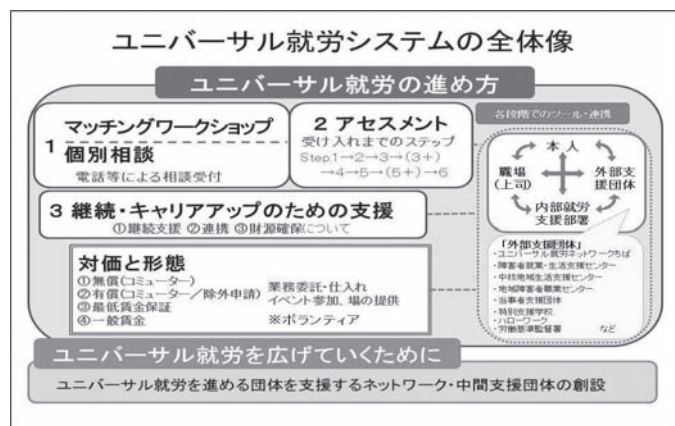 ユニバーサル就労システムの全体像
ユニバーサル就労の進め方
1
マッチングワークショップ
個別相談
電話等による相談受付
2 アセスメント
受け入れまでのステップ
Step.1→2→3→(3+)
→4→5→(5+)→6
各段階でのツール・連携
本人
職場
(上司)
外部支
援団体
内部就労
支援部署
3 継続・キャリアアップのための支援
①継続支援 ②連携 ③財源確保について
対価と形態
①無償(コミューター)
②有償(コミューター/除外申請)
③最低賃金保証
④一般賃金
業務委託・仕入れ
イベント参加、場の提供
※ボランティア
「外部支援団体」
・ユニバーサル就労ネットワークちば
・障害者就業・生活支援センター
・中核地域生活支援センター
・地域障害者職業センター
・当事者支援団体
・特別支援学校
・ハローワーク
・労働基準監督署 など
ユニバーサル就労を広げていくために
ユニバーサル就労を進める団体を支援するネットワーク・中間支援団体の創設